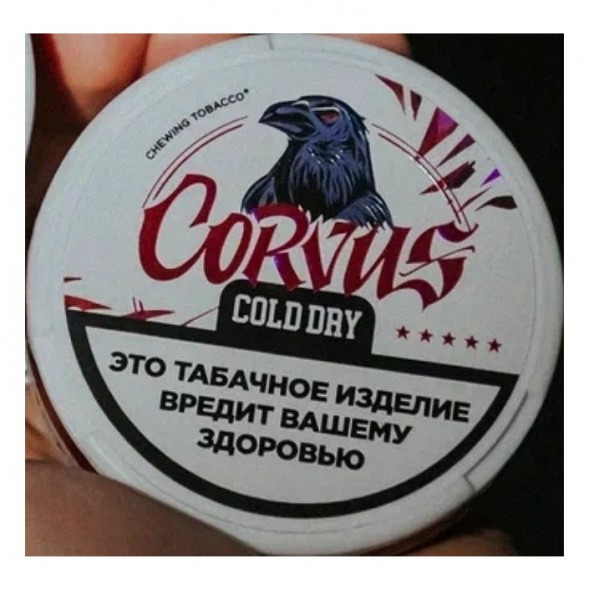 CHEWING TOBACCO*
CORVUS
COLD DRY
ЭТО ТАБАЧНОЕ ИЗДЕЛИЕ
ВРЕДИТ ВАШЕМУ
ЗДОРОВЬЮ